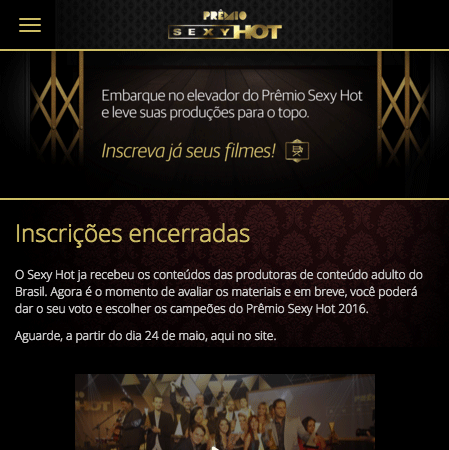 PRÊMIO
SEXYHOT
Embarque no elevador do Prêmio Sexy Hot
e leve suas produções para o topo.
Inscreva já seus filmes!
Inscrições encerradas
O Sexy Hot ja recebeu os conteúdos das produtoras de conteúdo adulto do
Brasil. Agora é o momento de avaliar os materiais e em breve, você poderá
dar o seu voto e escolher os campeões do Prêmio Sexy Hot 2016.
Aguarde, a partir do dia 24 de maio, aqui no site.
HOT